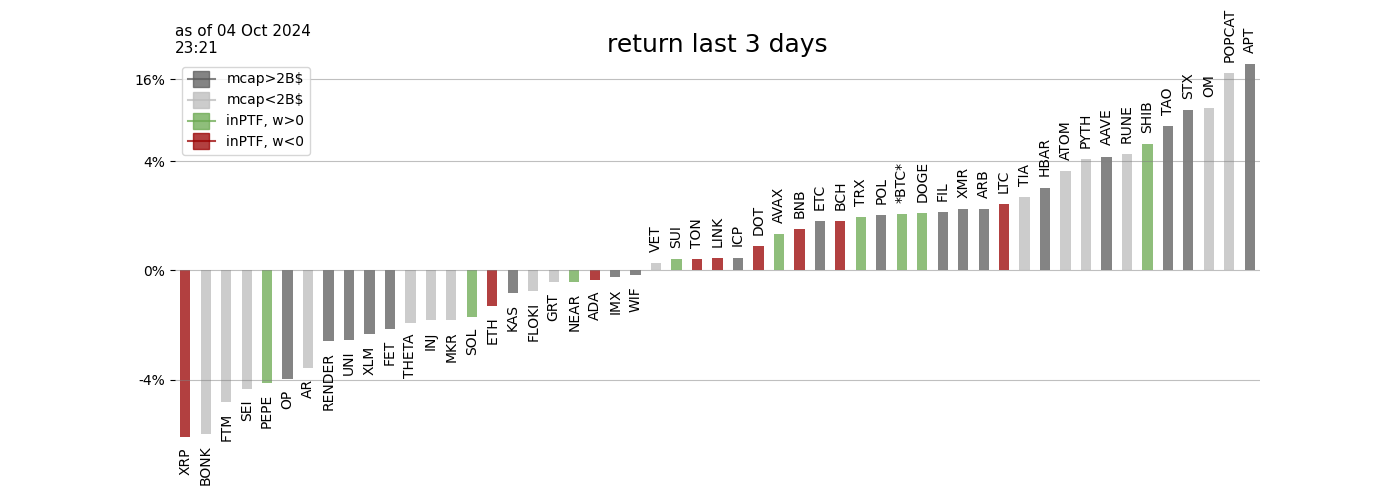 as of 04 Oct 2024
23:21
return last 3 days
mcap>2B$
mcap<2B$
inPTF, w>0
inPTF, w<0
16%
4%
0%
-4%
XRP
BONK
FTM
SEI
PEPE
OP
AR
RENDER
UNI
XLM
FET
THETA
INJ
MKR
SOL
ETH
KAS
FLOKI
GRT
NEAR
ADA
IMX
WIF
VET
SUI
TON
LINK
ICP
DOT
AVAX
BNB
ETC
BCH
TRX
POL
*BTC*
DOGE
FIL
XMR
ARB
LTC
TIA
HBAR
ATOM
PYTH
AAVE
RUNE
SHIB
TAO
STX
OM
POPCAT
APT